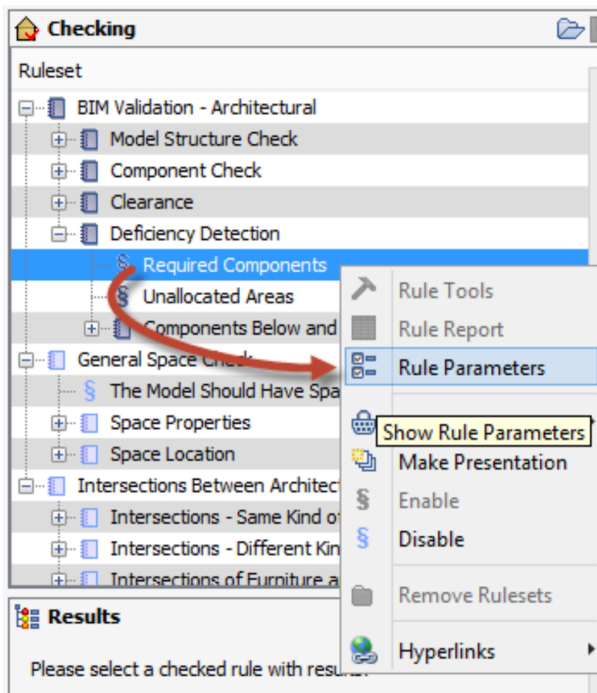 Checking
Ruleset
BIM Validation - Architectural
Model Structure Check
Component Check
Clearance
Deficiency Detection
§ Required Components
§ Unallocated Areas
Components Below and
General Space Check
§ The Model Should Have Spa
Space Properties
Space Location
Intersections Between Architect
Intersections - Same Kind of
Intersections - Different Kin
Intersections of Furniture a
Rule Tools
Rule Report
Rule Parameters
Show Rule Parameters
Make Presentation
§ Enable
§ Disable
Remove Rulesets
Hyperlinks
Results
Please select a checked rule with results.